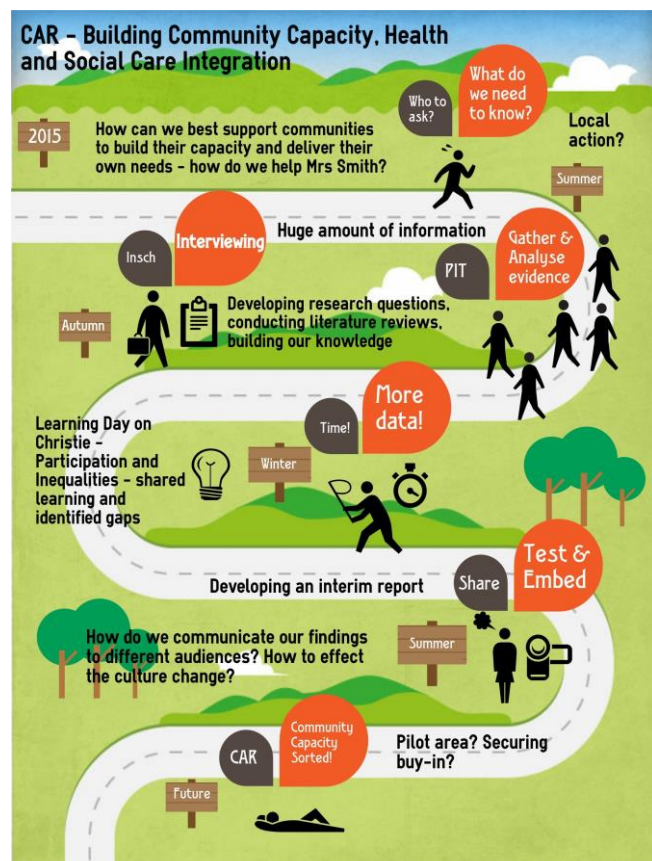 CAR - Building Community Capacity, Health
and Social Care Integration
Who to
ask?
What do
we need
to know?
2015
How can we best support communities
to build their capacity and deliver their
own needs - how do we help Mrs Smith?
Local
action?
Summer
Huge amount of information
Insch
Interviewing
PIT
Gather &
Analyse
evidence
Autumn
Developing research questions,
conducting literature reviews,
building our knowledge
Time!
More
data!
Learning Day on
Christie -
Participation and
Inequalities - shared
learning and
identified gaps
Winter
Developing an interim report
Share
Test &
Embed
How do we communicate our findings
to different audiences? How to effect
the culture change?
Summer
CAR
Community
Capacity
Sorted!
Pilot area? Securing
buy-in?
Future